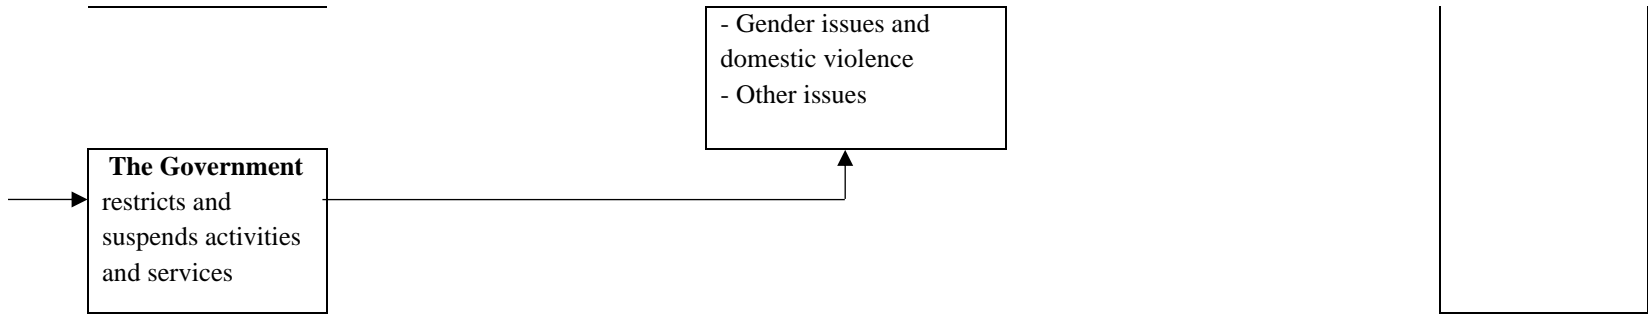 - Gender issues and
domestic violence
- Other issues
The Government
restricts and
suspends activities
and services